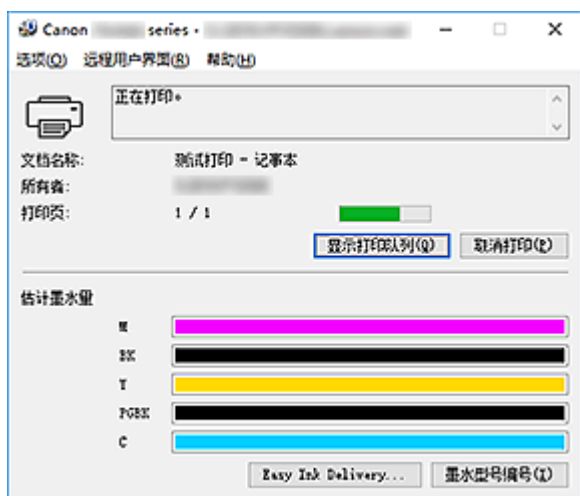 Canon series •
选项(O) 远程用户界面(R) 帮助(H)
正在打印。
文档名称: 测试打印 - 记事本
所有者:
打印页: 1 / 1
显示打印队列(Q) 取消打印(P)
估计墨水量
M
BK
Y
PGBK
C
Easy Ink Delivery... 墨水型号编号(I)